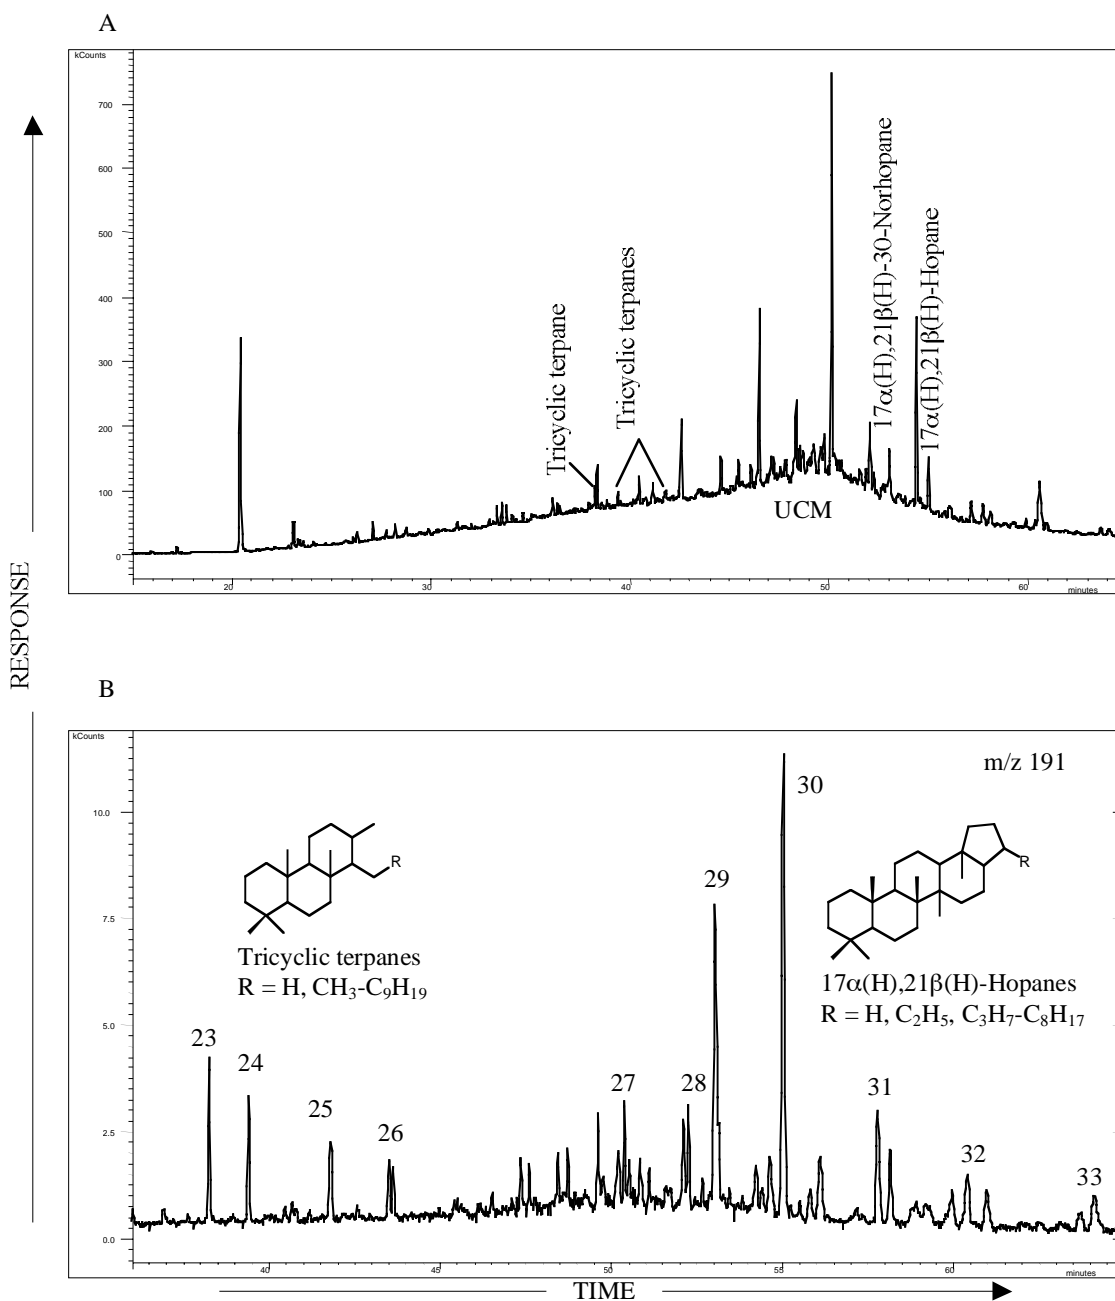 A
kCounts
700
600
500
400
300
200
100
0
Tricyclic terpane
Tricyclic terpanes
17α(H),21β(H)-30-Norhopane
17α(H),21β(H)-Hopane
UCM
20
30
40
50
60
minutes
RESPONSE
B
kCounts
m/z 191
10.0
7.5
5.0
2.5
0.0
30
29
R
R
Tricyclic terpanes
R = H, CH₃-C₉H₁₉
17α(H),21β(H)-Hopanes
R = H, C₂H₅, C₃H₇-C₈H₁₇
23
24
25
26
27
28
31
32
33
40
45
50
55
60
minutes
TIME